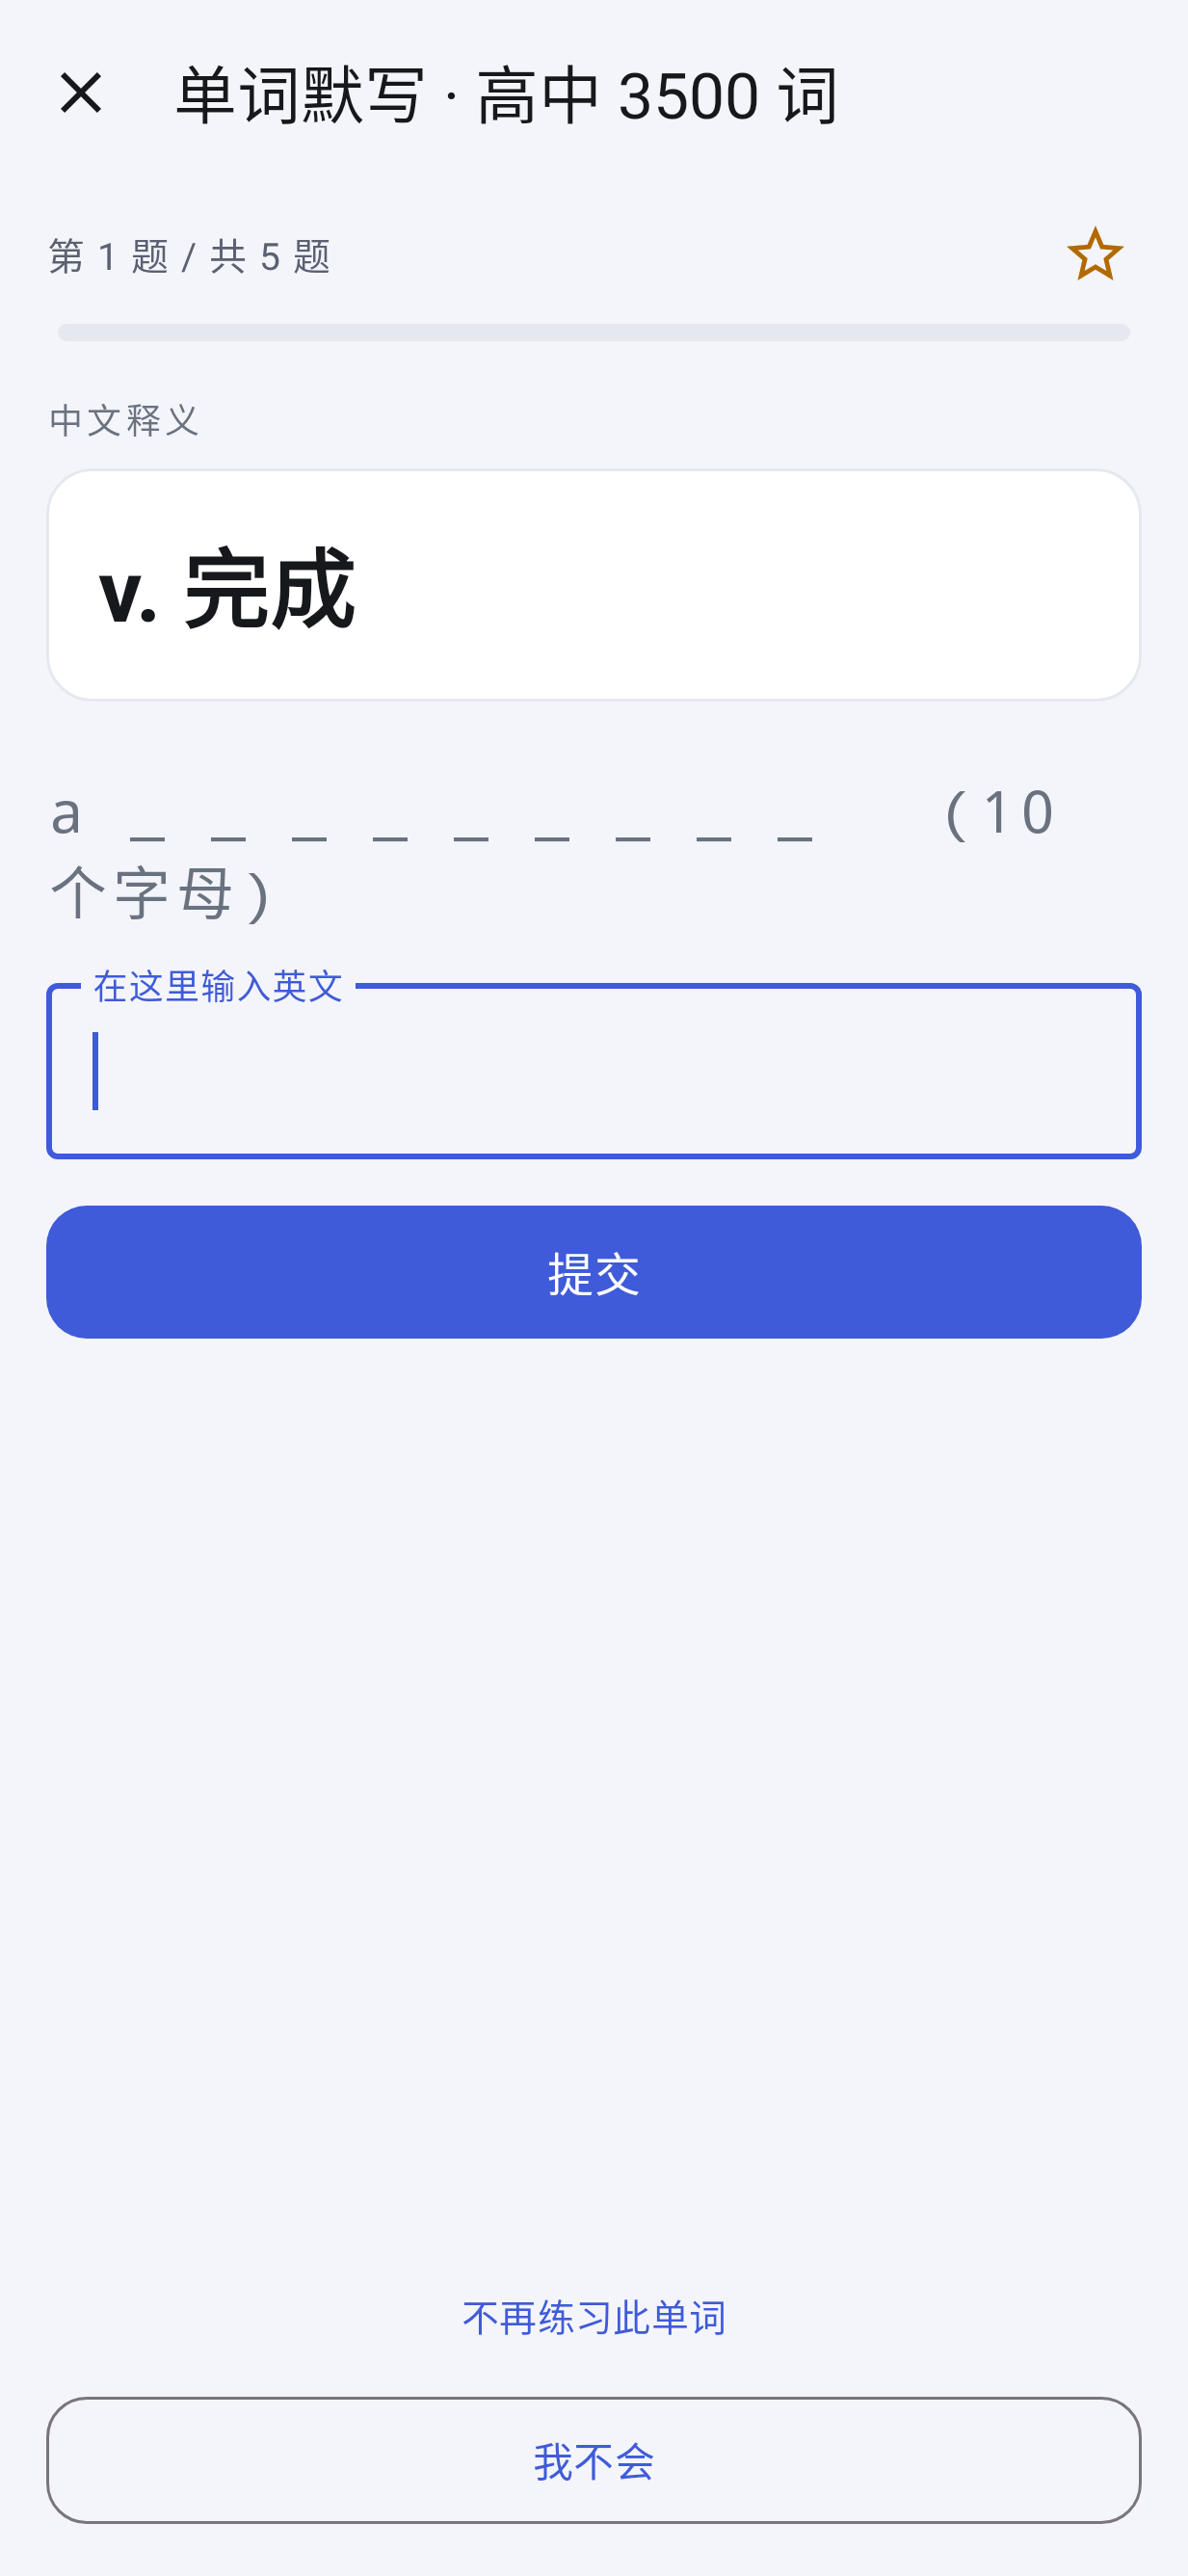 单词默写 · 高中 3500 词
第 1 题 / 共 5 题
中文释义
v. 完成
a _ _ _ _ _ _ _ _ _ (10
个字母)
在这里输入英文
提交
不再练习此单词
我不会